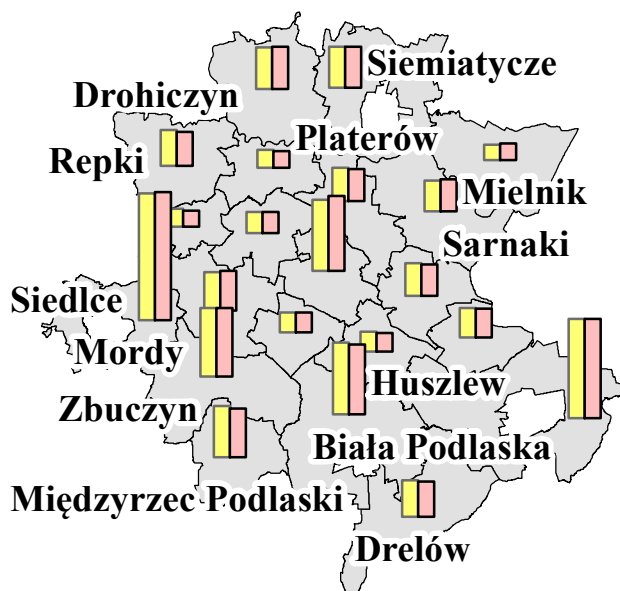 Siemiatycze
Drohiczyn
Platerów
Repki
Mielnik
Sarnaki
Siedlce
Mordy
Huszlew
Zbuczyn
Biała Podlaska
Międzyrzec Podlaski
Drelów